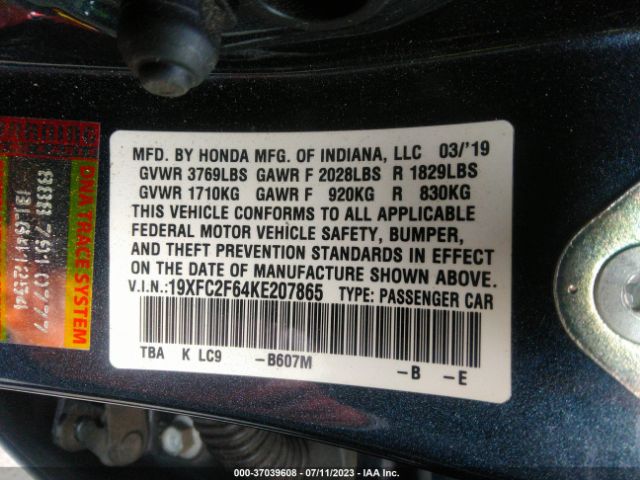 MFD. BY HONDA MFG. OF INDIANA, LLC 03/'19
GVWR 3769LBS GAWR F 2028LBS R 1829LBS
GVWR 1710KG GAWR F 920KG R 830KG
THIS VEHICLE CONFORMS TO ALL APPLICABLE
FEDERAL MOTOR VEHICLE SAFETY, BUMPER,
AND THEFT PREVENTION STANDARDS IN EFFECT
ON THE DATE OF MANUFACTURE SHOWN ABOVE.
V.I.N.:19XFC2F64KE207865 TYPE: PASSENGER CAR
TBA K LC9 -B607M -B -E
WARNING
DNA TRACE SYSTEM
000-37039608 - 07/11/2023 - IAA Inc.